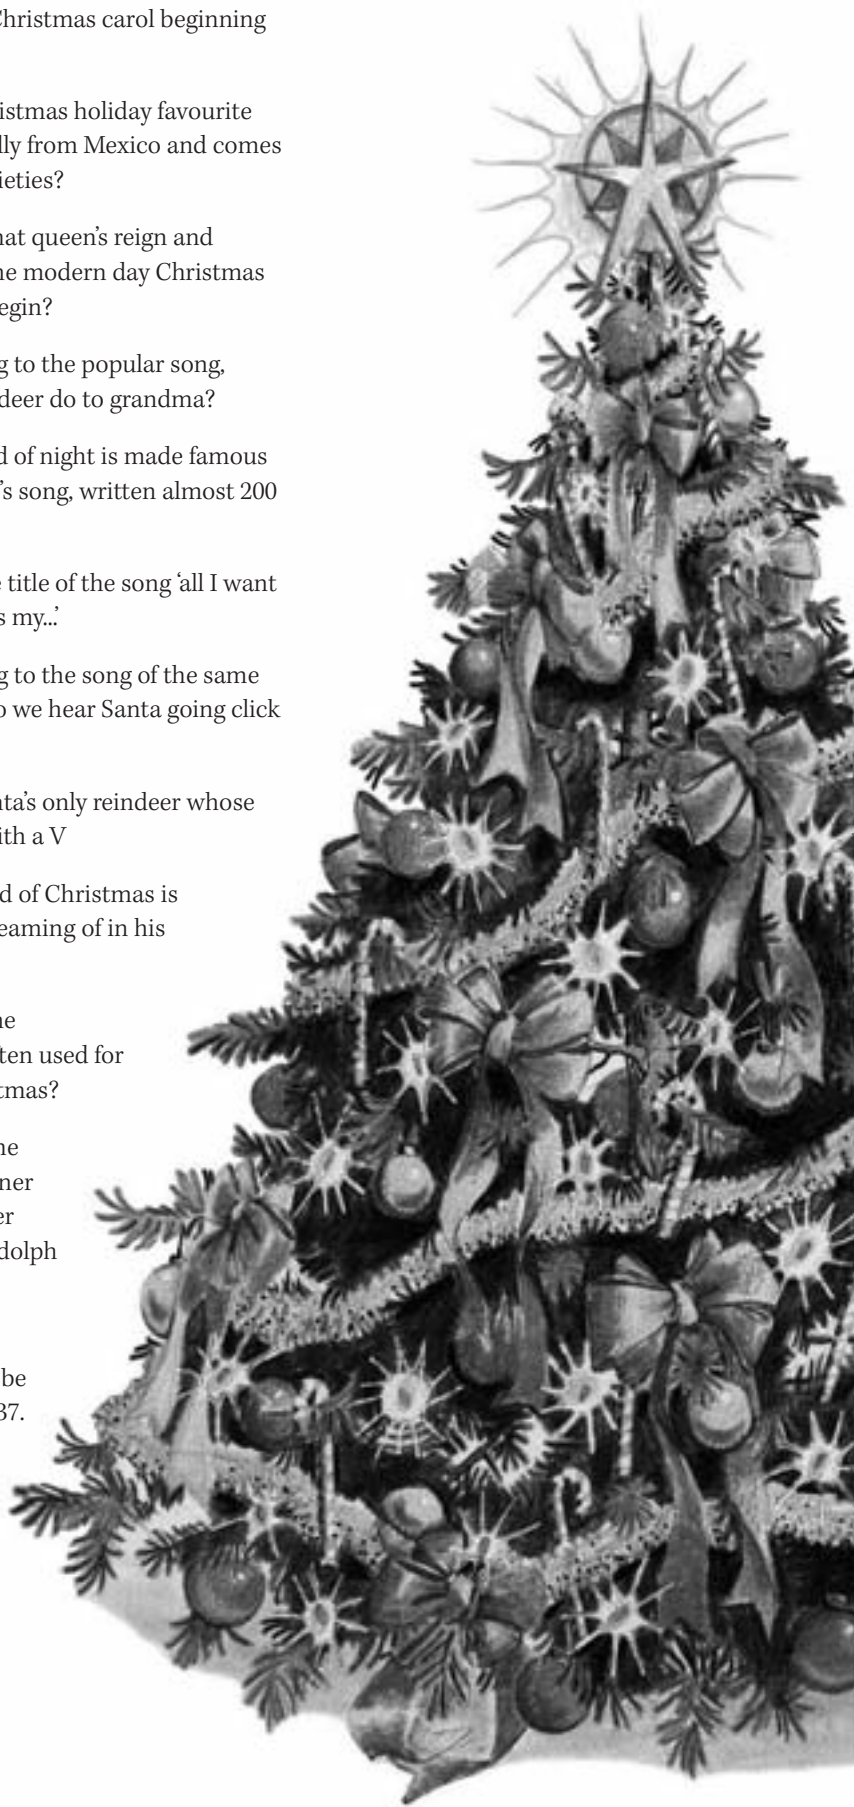 Christmas carol beginning
istmas holiday favourite
lly from Mexico and comes
ieties?
hat queen's reign and
he modern day Christmas
egin?
g to the popular song,
deer do to grandma?
d of night is made famous
's song, written almost 200
e title of the song ‘all I want
s my...’
g to the song of the same
o we hear Santa going click
nta's only reindeer whose
ith a V
d of Christmas is
eaming of in his
ne
ten used for
tmas?
ne
ner
er
dolph
be
37.